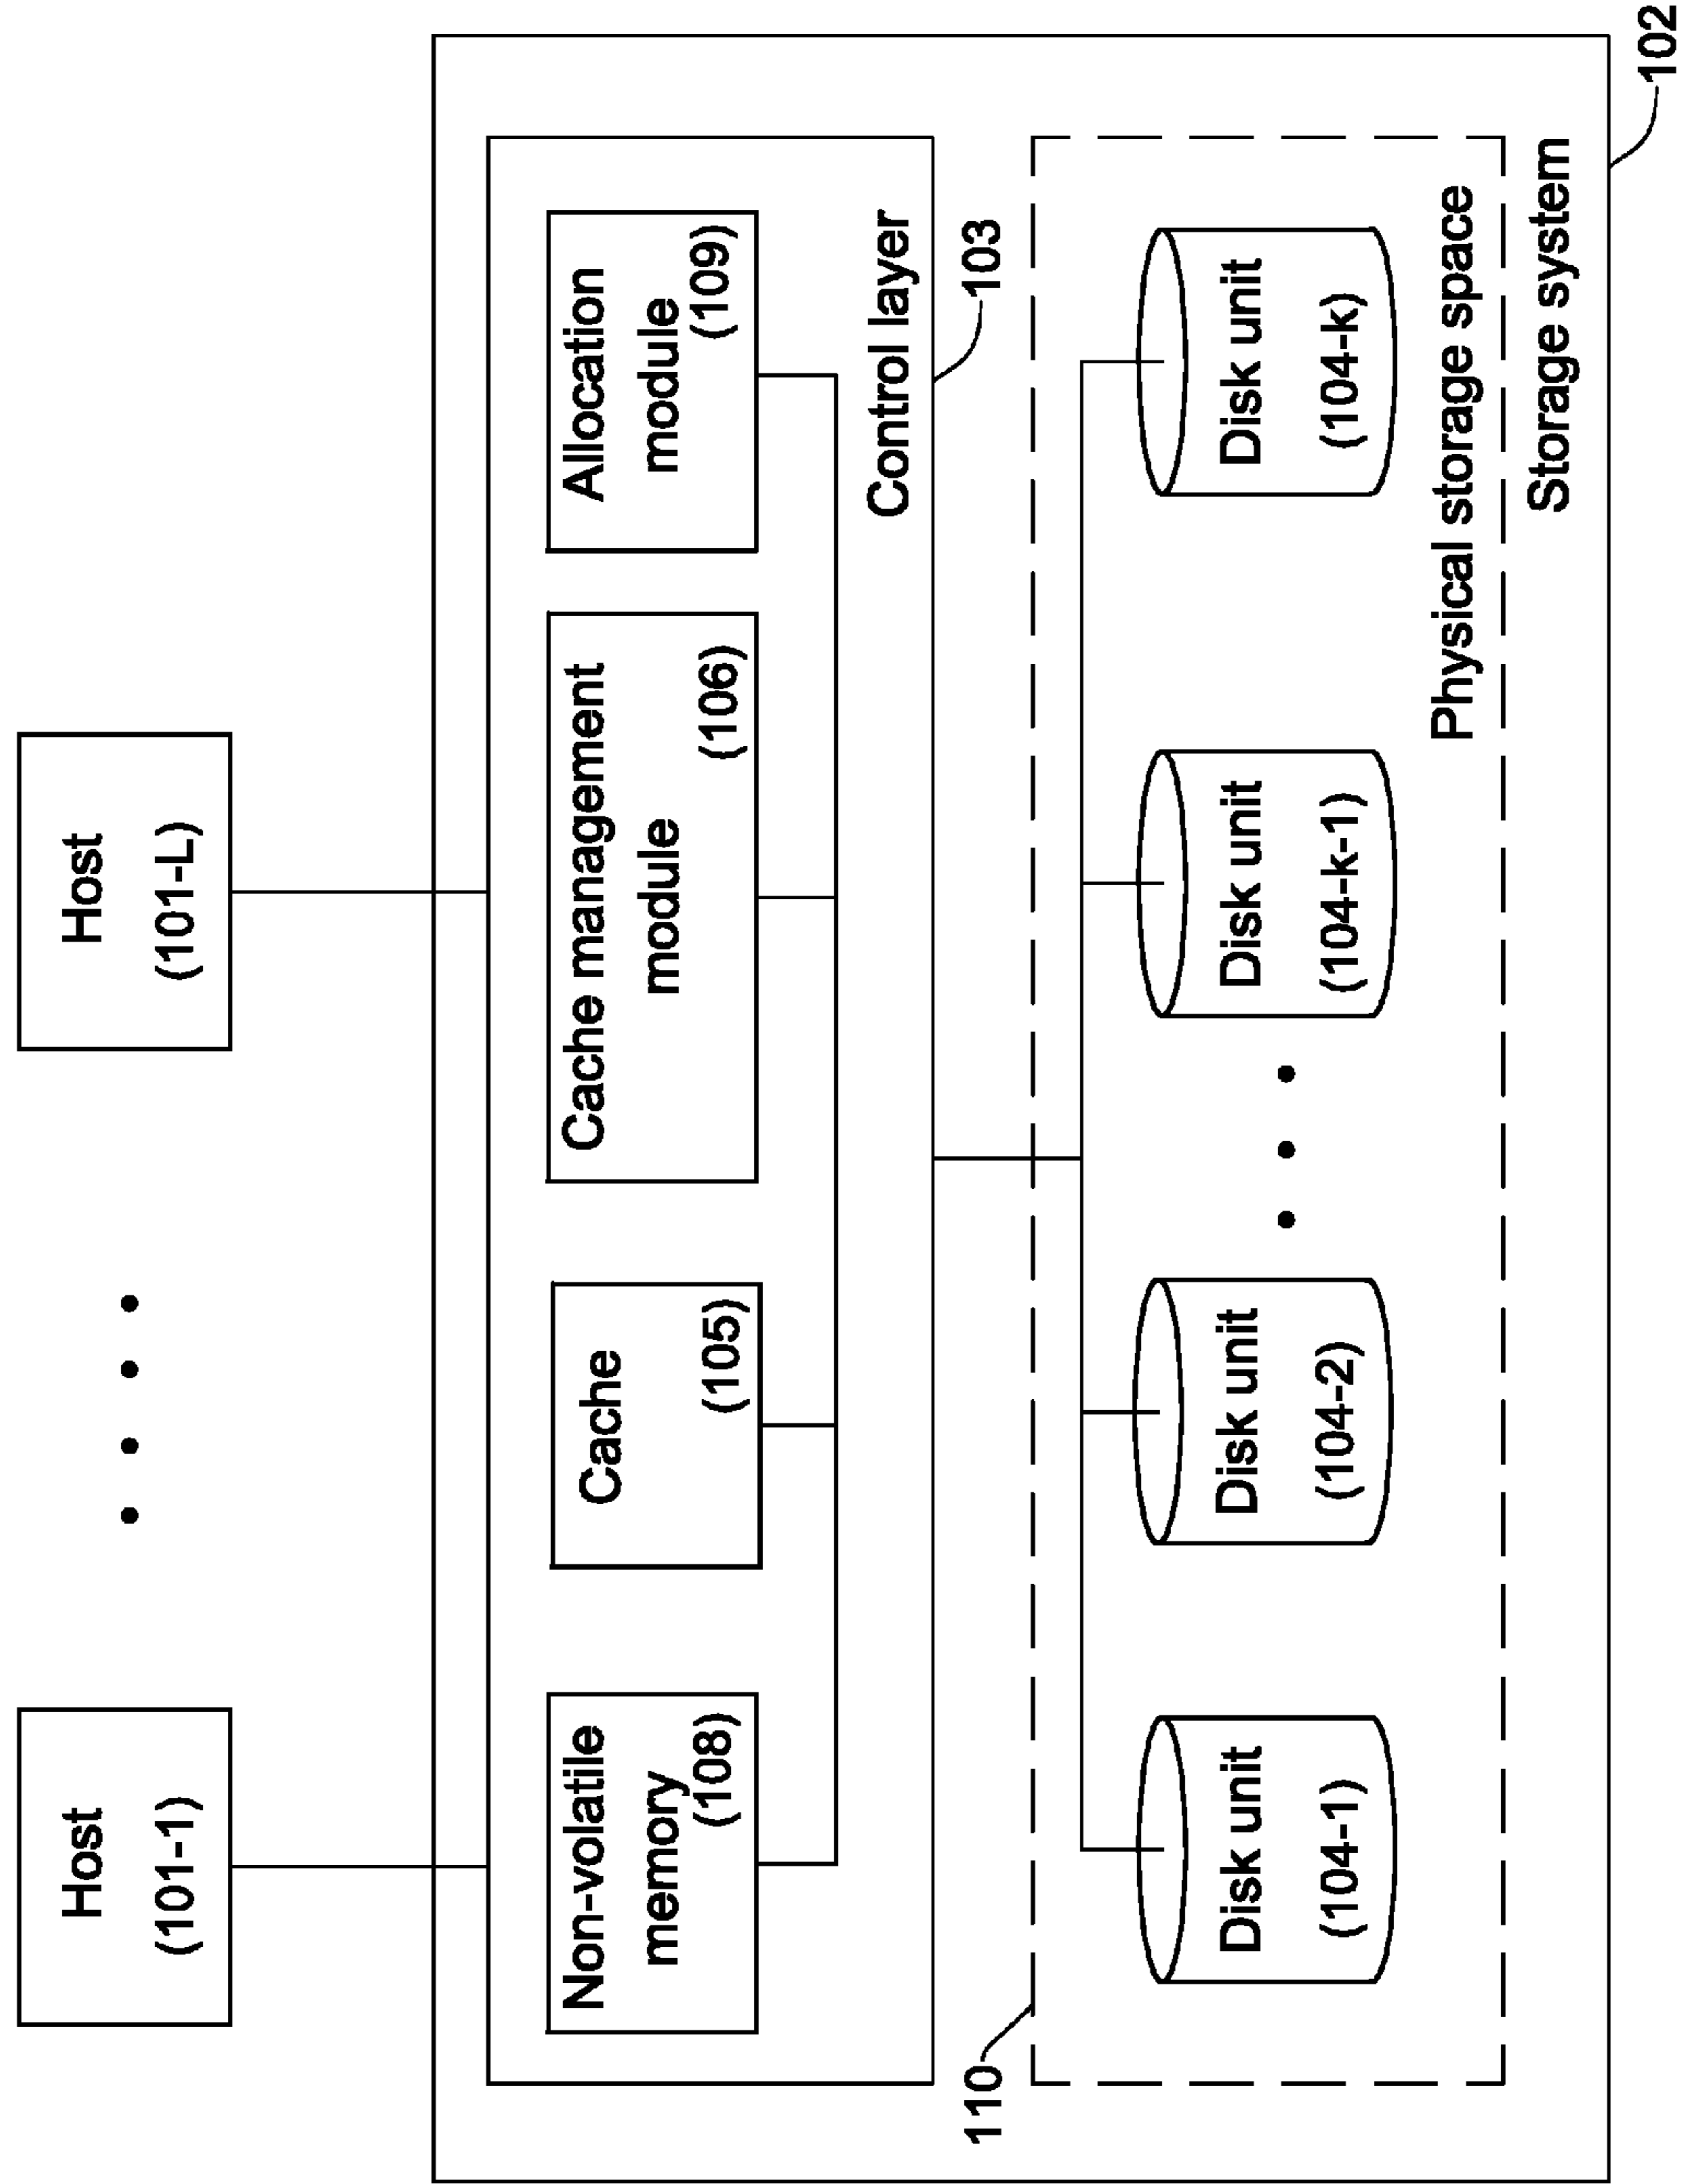 Host
(101-1)
Host
(101-L)
Non-volatile
memory
(108)
Cache
(105)
Cache management
module
(106)
Allocation
module
(109)
Control layer
103
110
Disk unit
(104-1)
Disk unit
(104-2)
Disk unit
(104-k-1)
Disk unit
(104-k)
Physical storage space
Storage system
102